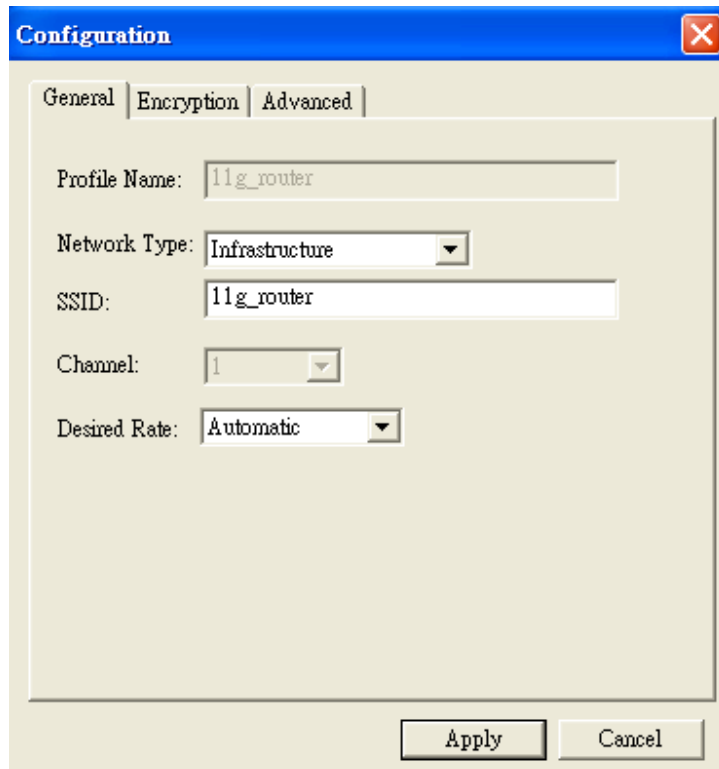 Configuration
General Encryption Advanced
Profile Name: 11g_router
Network Type: Infrastructure
SSID: 11g_router
Channel: 1
Desired Rate: Automatic
Apply Cancel